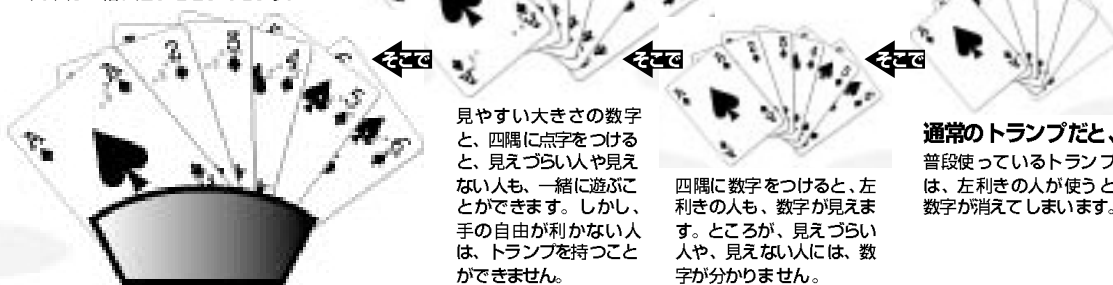 通常のトランプだと、
普段使っているトランプ
は、左利きの人が使うと
数字が消えてしまいます。
そこで
四隅に数字をつけると、左
利きの人も、数字が見えま
す。ところが、見えづらい
人や、見えない人には、数
字が分かりません。
そこで
見やすい大きさの数字
と、四隅に点字をつける
と、見えづらい人や見え
ない人も、一緒に遊ぶこ
とができます。しかし、
手の自由が利かない人
は、トランプを持つこと
ができません。
そこで
A
A
2
3
4
5
6